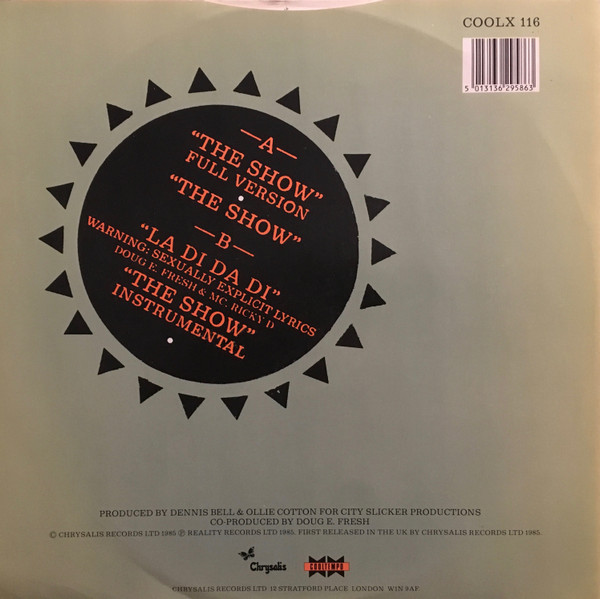 COOLX 116
5 013136 295863
—A—
"THE SHOW"
FULL VERSION
"THE SHOW"
—B—
"LA DI DA DI"
WARNING: SEXUALLY EXPLICIT LYRICS
DOUG E. FRESH & MC. RICKY D
"THE SHOW"
INSTRUMENTAL
PRODUCED BY DENNIS BELL & OLLIE COTTON FOR CITY SLICKER PRODUCTIONS
CO-PRODUCED BY DOUG E. FRESH
© CHRYSALIS RECORDS LTD 1985 ℗ REALITY RECORDS LTD 1985. FIRST RELEASED IN THE UK BY CHRYSALIS RECORDS LTD 1985.
Chrysalis
COOLTEMPO
CHRYSALIS RECORDS LTD 12 STRATFORD PLACE LONDON W1N 9AF